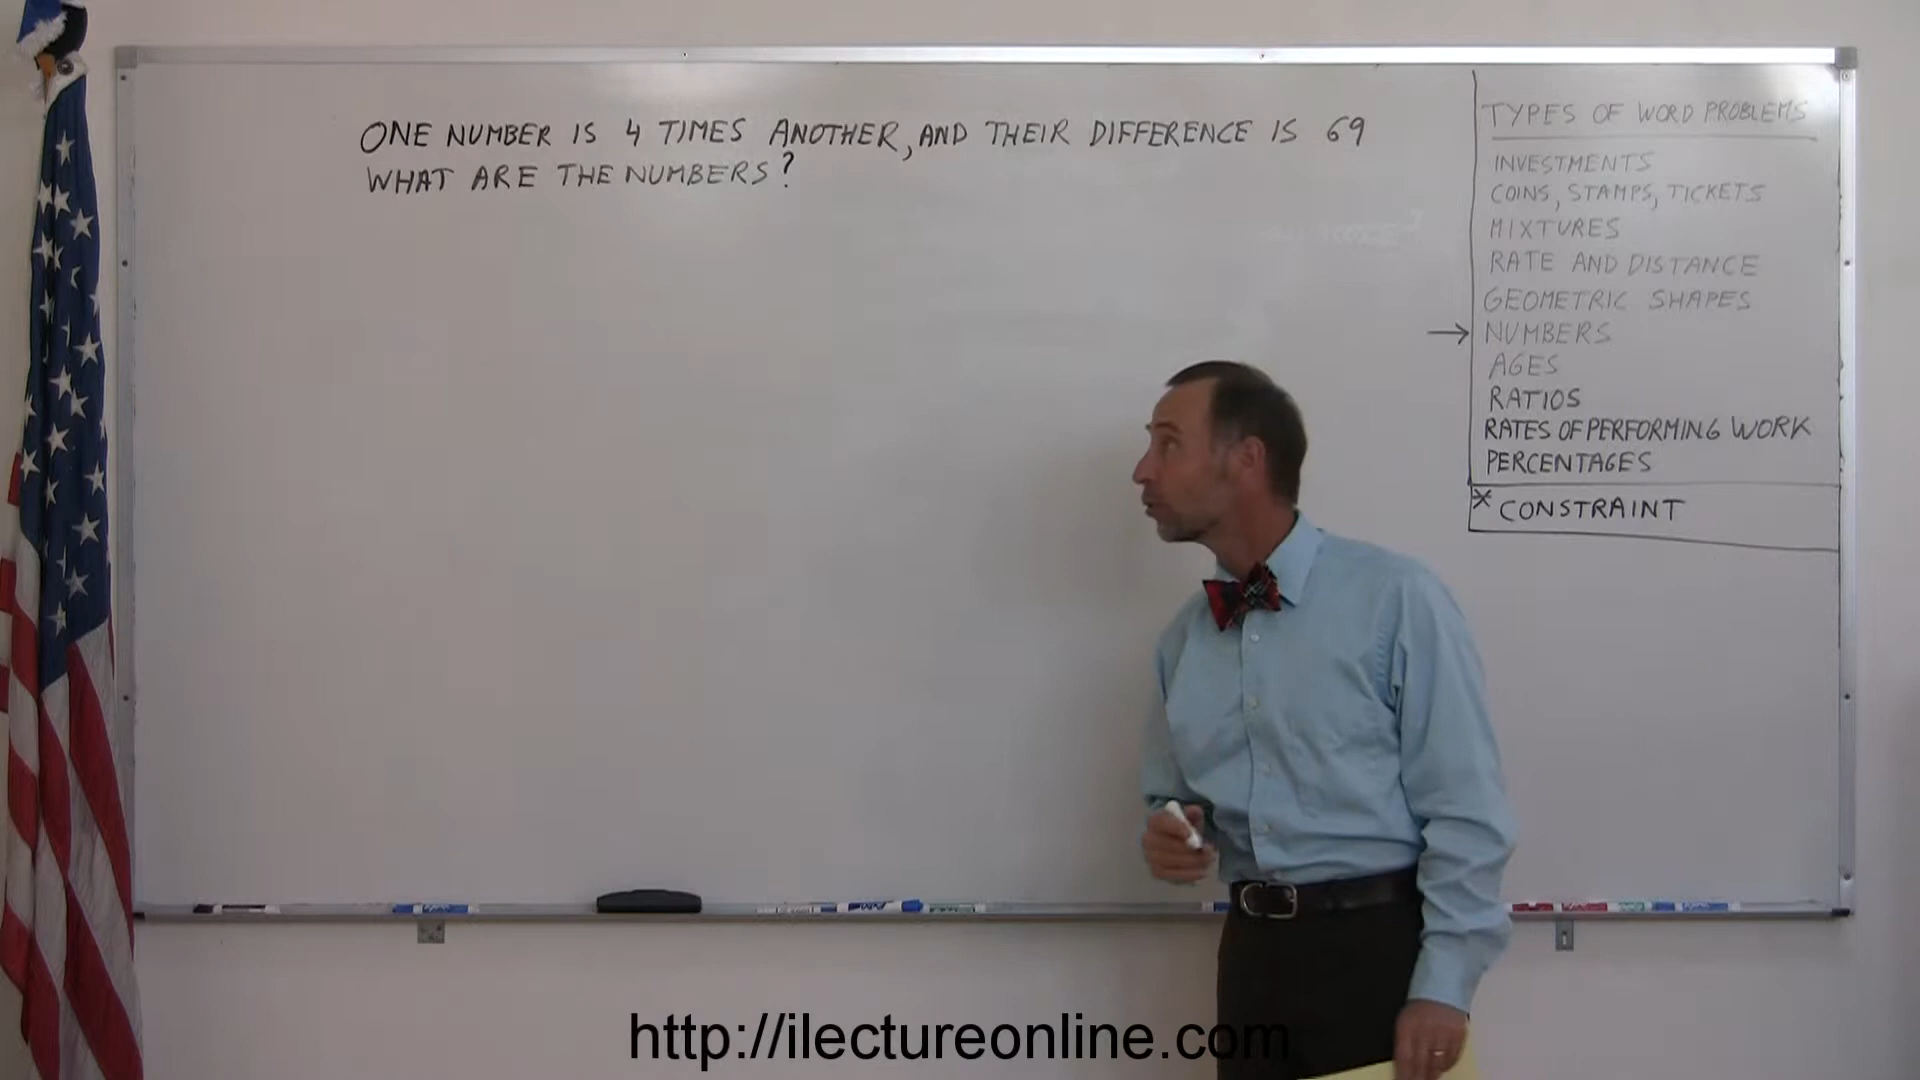 ONE NUMBER IS 4 TIMES ANOTHER, AND THEIR DIFFERENCE IS 69
WHAT ARE THE NUMBERS?
TYPES OF WORD PROBLEMS
INVESTMENTS
COINS, STAMPS, TICKETS
MIXTURES
RATE AND DISTANCE
GEOMETRIC SHAPES
→ NUMBERS
AGES
RATIOS
RATES OF PERFORMING WORK
PERCENTAGES
* CONSTRAINT
http://ilectureonline.com